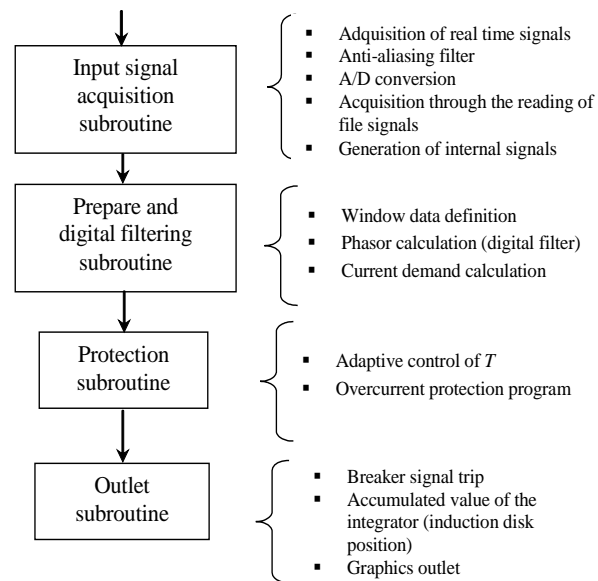 Input signal
acquisition
subroutine
▪ Adquisition of real time signals
▪ Anti-aliasing filter
▪ A/D conversion
▪ Acquisition through the reading of
file signals
▪ Generation of internal signals
Prepare and
digital filtering
subroutine
▪ Window data definition
▪ Phasor calculation (digital filter)
▪ Current demand calculation
Protection
subroutine
▪ Adaptive control of T
▪ Overcurrent protection program
Outlet
subroutine
▪ Breaker signal trip
▪ Accumulated value of the
integrator (induction disk
position)
▪ Graphics outlet